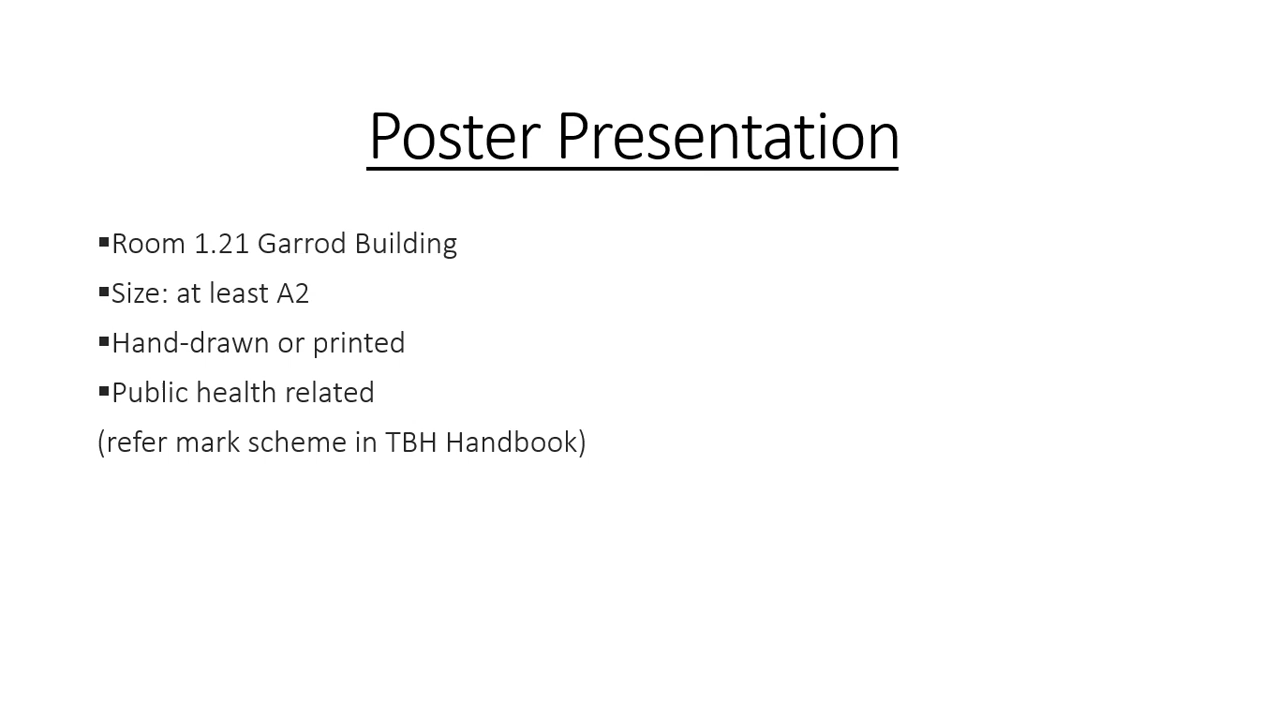 Poster Presentation
▪Room 1.21 Garrod Building
▪Size: at least A2
▪Hand-drawn or printed
▪Public health related
(refer mark scheme in TBH Handbook)